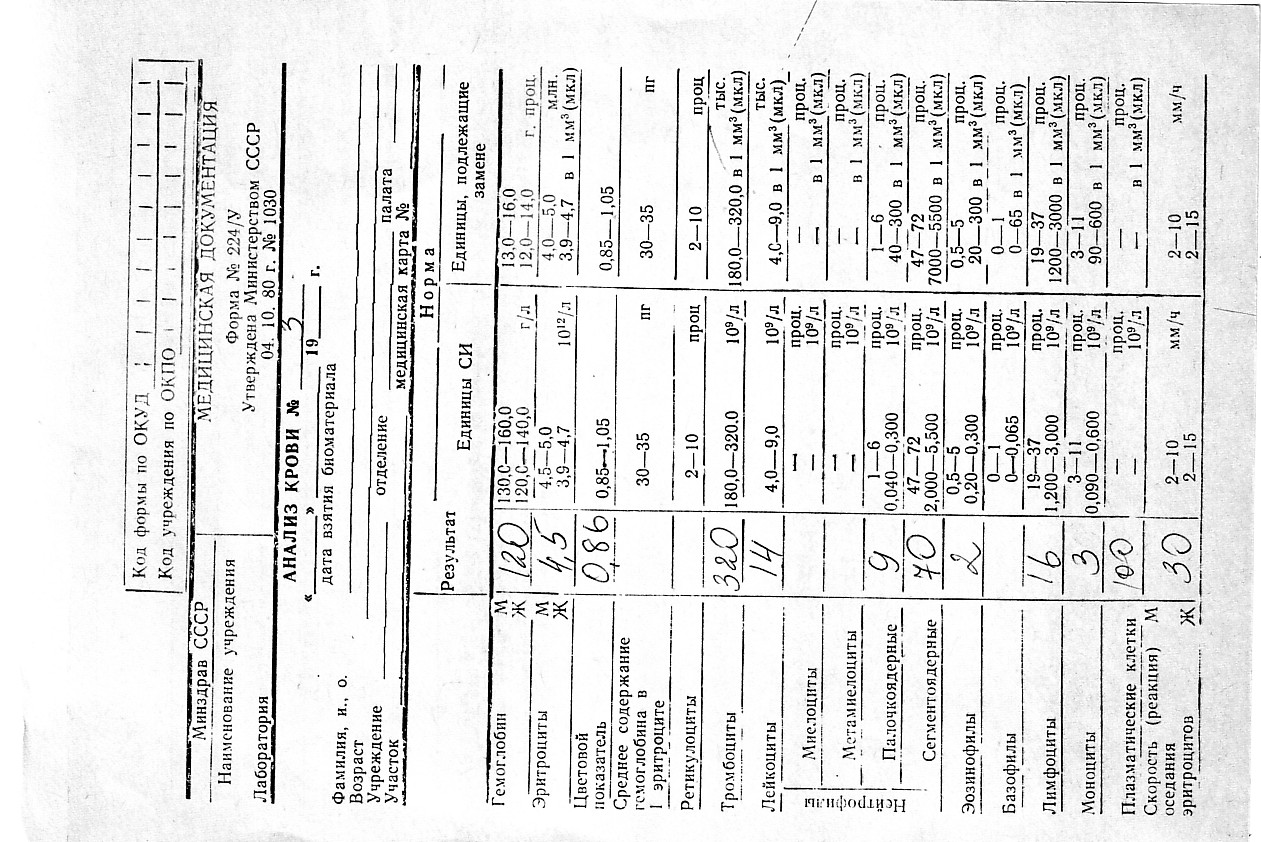 Код формы по ОКУД
Код учреждения по ОКПО
Минздрав СССР
МЕДИЦИНСКАЯ ДОКУМЕНТАЦИЯ
Наименование учреждения
Форма № 224/У
Утверждена Министерством СССР
Лаборатория
04. 10. 80 г. № 1030
АНАЛИЗ КРОВИ № 3
« » 19 г.
дата взятия биоматериала
Фамилия, и., о.
Возраст
Учреждение отделение палата
Участок медицинская карта №
Результат Норма
Единицы СИ Единицы, подлежащие замене
Гемоглобин М 120 130,С—160,0 г/л 13,0—16,0 г. проц.
Ж 120,С—140,0 12,0—14,0
Эритроциты М 4,5 4,5—5,0 10¹²/л 4,0—5,0 млн.
Ж 3,9—4,7 3,9—4,7 в 1 мм³(мкл)
Цветовой показатель 0,86 0,85—1,05 0,85—1,05
Среднее содержание
гемоглобина в 30—35 пг 30—35 пг
1 эритроците
Ретикулоциты 2—10 проц 2—10 проц
Тромбоциты 320 180,0—320.0 10⁹/л 180,0—320,0 в 1 мм³(мкл) тыс.
Лейкоциты 14 4,0—9,0 10⁹/л 4,С—9,0 в 1 мм³(мкл) тыс.
Нейтрофилы
Миелоциты — проц. — проц.
— 10⁹/л — в 1 мм³(мкл)
Метамиелоциты — проц. — проц.
— 10⁹/л — в 1 мм³(мкл)
Палочкоядерные 9 1—6 проц. 1—6 проц.
0,040—0,300 10⁹/л 40—300 в 1 мм³(мкл)
Сегментоядерные 70 47—72 проц. 47—72 проц.
2,000—5,500 10⁹/л 7000—5500 в 1 мм³(мкл)
Эозинофилы 2 0,5—5 проц. 0,5—5 проц.
0,20—0,300 10⁹/л 20—300 в 1 мм³(мкл)
Базофилы 0—1 проц. 0—1 проц.
0—0,065 10⁹/л 0—65 в 1 мм³(мкл)
Лимфоциты 16 19—37 проц. 19—37 проц.
1,200—3,000 10⁹/л 1200—3000 в 1 мм³(мкл)
Моноциты 3 3—11 проц. 3—11 проц.
0,090—0,600 10⁹/л 90—600 в 1 мм³(мкл)
Плазматические клетки 100 — проц. — проц.
— 10⁹/л — в 1 мм³(мкл)
Скорость (реакция) М 30 2—10 мм/ч 2—10 мм/ч
оседания
эритроцитов Ж 2—15 2—15